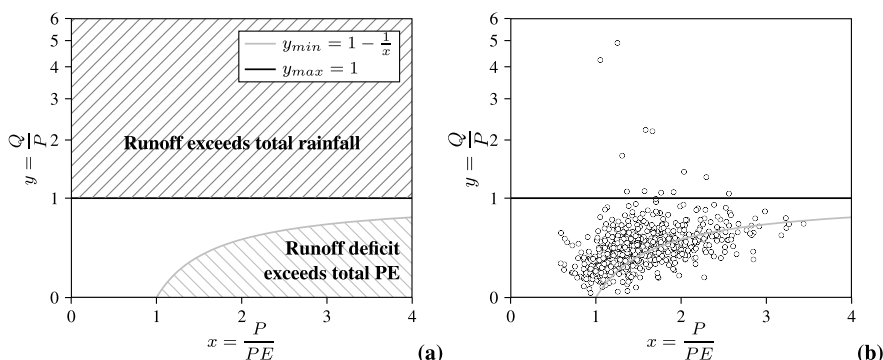 6
5
4
3
2
1
0
y = Q/P
y_min = 1 − 1/x
y_max = 1
Runoff exceeds total rainfall
Runoff deficit
exceeds total PE
0 1 2 3 4
x = P/PE
(a)
6
5
4
3
2
1
0
y = Q/P
0 1 2 3 4
x = P/PE
(b)